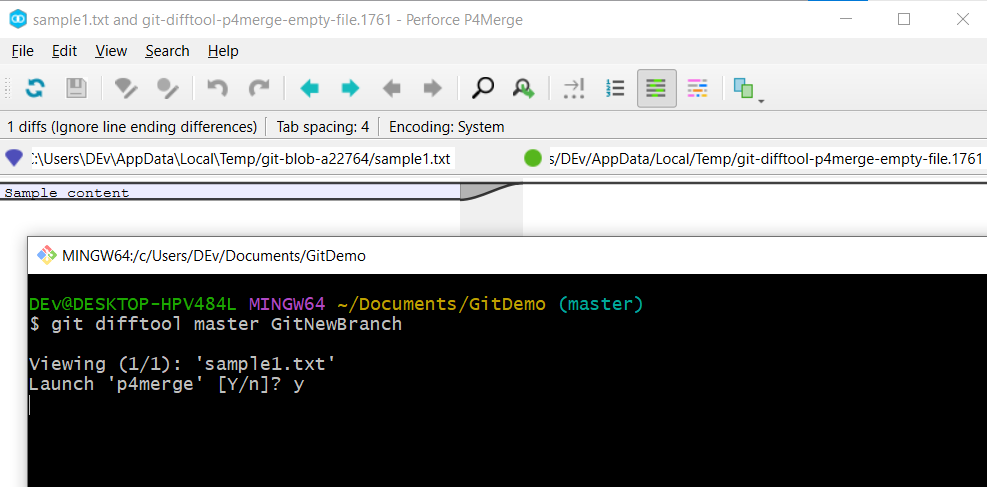 sample1.txt and git-difftool-p4merge-empty-file.1761 - Perforce P4Merge
File Edit View Search Help
1 diffs (Ignore line ending differences) Tab spacing: 4 Encoding: System
:\Users\DEv\AppData\Local\Temp/git-blob-a22764/sample1.txt s/DEv/AppData/Local/Temp/git-difftool-p4merge-empty-file.1761
Sample content
MINGW64:/c/Users/DEv/Documents/GitDemo
DEv@DESKTOP-HPV484L MINGW64 ~/Documents/GitDemo (master)
$ git difftool master GitNewBranch
Viewing (1/1): 'sample1.txt'
Launch 'p4merge' [Y/n]? y